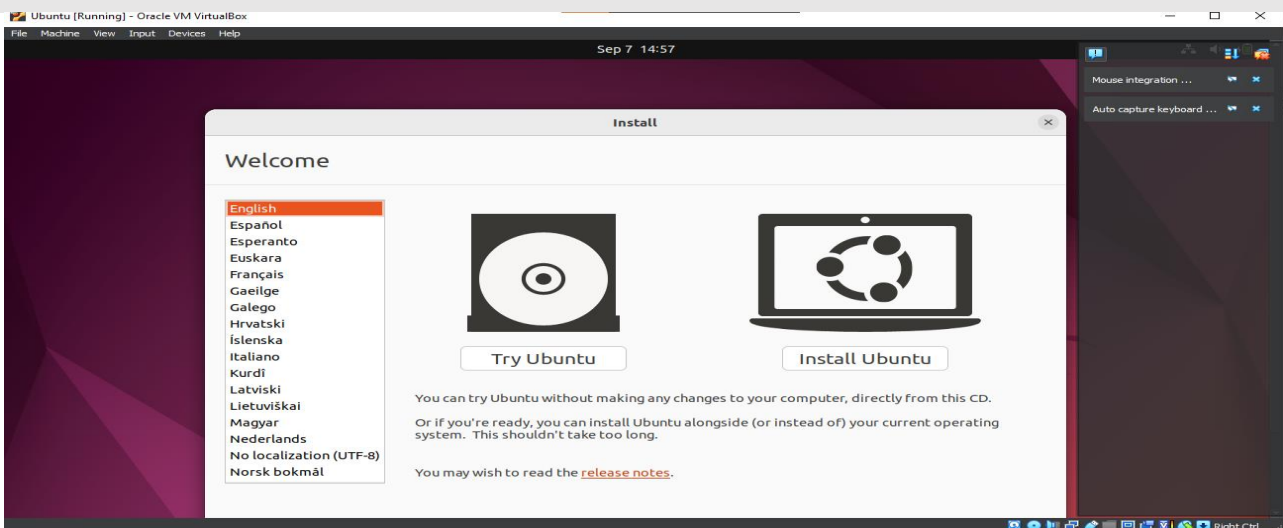 Ubuntu [Running] - Oracle VM VirtualBox
File Machine View Input Devices Help
Sep 7 14:57
Mouse integration ...
Auto capture keyboard ...
Install
Welcome
English
Español
Esperanto
Euskara
Français
Gaeilge
Galego
Hrvatski
Íslenska
Italiano
Kurdî
Latviski
Lietuviškai
Magyar
Nederlands
No localization (UTF-8)
Norsk bokmål
Try Ubuntu
Install Ubuntu
You can try Ubuntu without making any changes to your computer, directly from this CD.
Or if you're ready, you can install Ubuntu alongside (or instead of) your current operating
system. This shouldn't take too long.
You may wish to read the release notes.
Right Ctrl